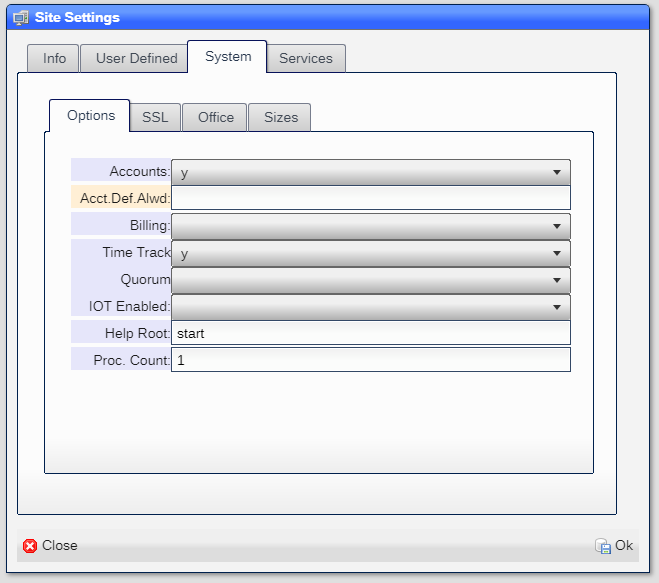 Site Settings
Info User Defined System Services
Options SSL Office Sizes
Accounts: y
Acct.Def.Alwd:
Billing:
Time Track y
Quorum
IOT Enabled:
Help Root: start
Proc. Count: 1
Close Ok